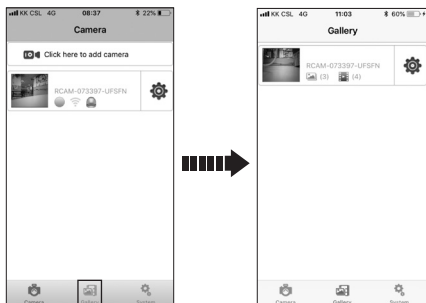 KK CSL 4G 08:37 22%
Camera
Click here to add camera
RCAM-073397-UFSFN
Camera Gallery System
KK CSL 4G 11:03 60%
Gallery
RCAM-073397-UFSFN
(3) (4)
Camera Gallery System